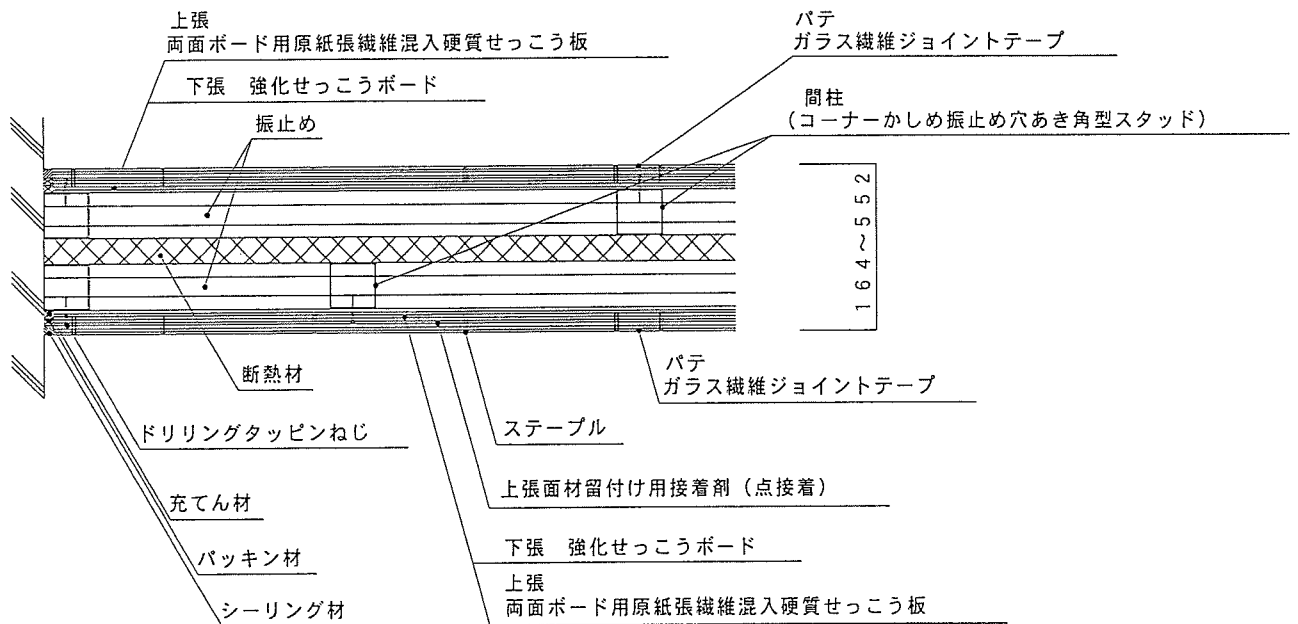 上張
両面ボード用原紙張繊維混入硬質せっこう板
下張 強化せっこうボード
振止め
パテ
ガラス繊維ジョイントテープ
間柱
(コーナーかしめ振止め穴あき角型スタッド)
164~552
断熱材
ドリリングタッピンねじ
充てん材
パッキン材
シーリング材
パテ
ガラス繊維ジョイントテープ
ステープル
上張面材留付け用接着剤(点接着)
下張 強化せっこうボード
上張
両面ボード用原紙張繊維混入硬質せっこう板